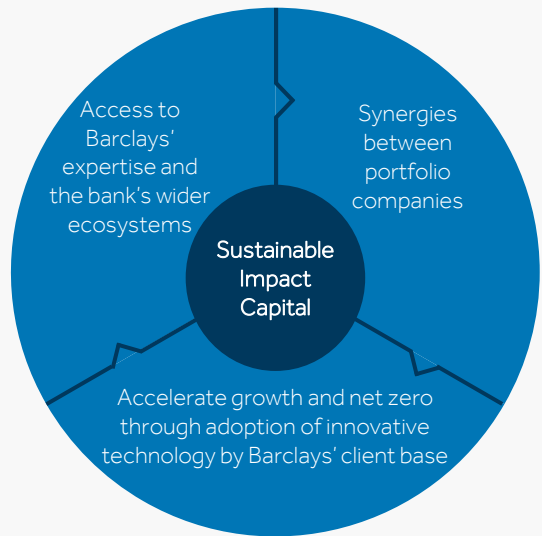 Access to
Barclays’
expertise and
the bank’s wider
ecosystems
Synergies
between
portfolio
companies
Sustainable
Impact
Capital
Accelerate growth and net zero
through adoption of innovative
technology by Barclays’ client base